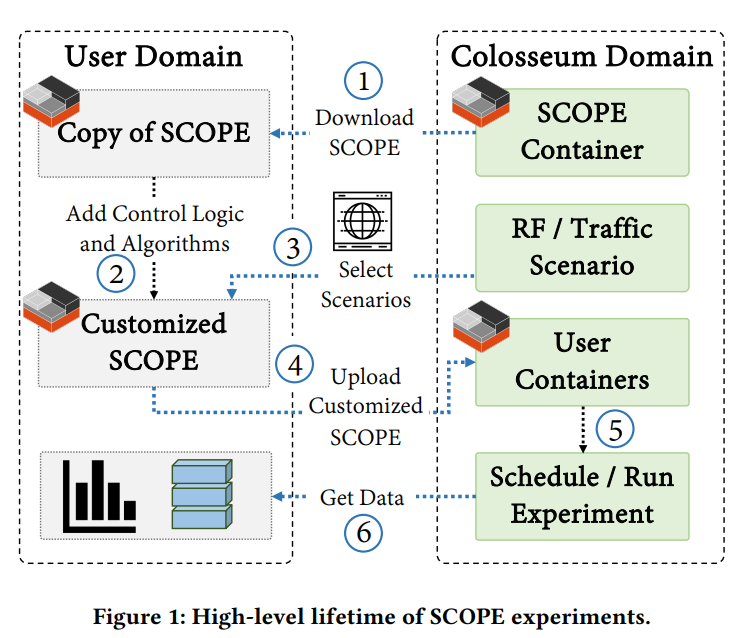 User Domain
Colosseum Domain
1
Download
SCOPE
Copy of SCOPE
SCOPE
Container
Add Control Logic
and Algorithms
2
3
Select
Scenarios
RF / Traffic
Scenario
Customized
SCOPE
4
Upload
Customized
SCOPE
User
Containers
5
Schedule / Run
Experiment
Get Data
6
Figure 1: High-level lifetime of SCOPE experiments.